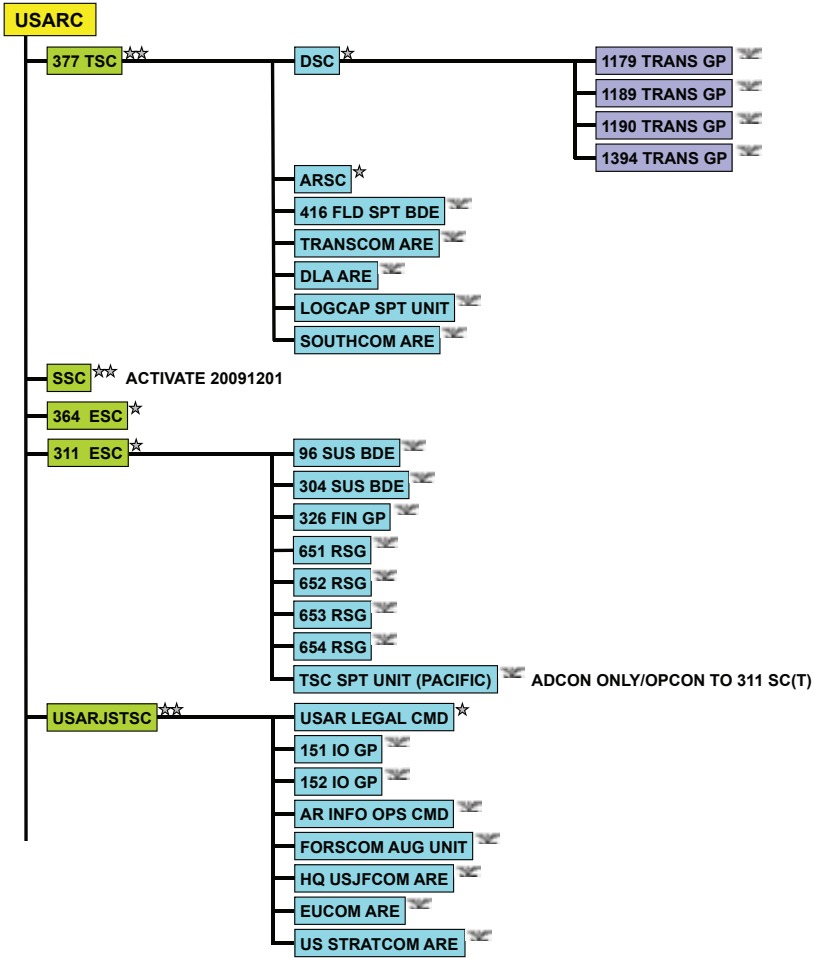 USARC
377 TSC
DSC
1179 TRANS GP
1189 TRANS GP
1190 TRANS GP
1394 TRANS GP
ARSC
416 FLD SPT BDE
TRANSCOM ARE
DLA ARE
LOGCAP SPT UNIT
SOUTHCOM ARE
SSC ACTIVATE 20091201
364 ESC
311 ESC
96 SUS BDE
304 SUS BDE
326 FIN GP
651 RSG
652 RSG
653 RSG
654 RSG
TSC SPT UNIT (PACIFIC) ADCON ONLY/OPCON TO 311 SC(T)
USARJSTSC
USAR LEGAL CMD
151 IO GP
152 IO GP
AR INFO OPS CMD
FORSCOM AUG UNIT
HQ USJFCOM ARE
EUCOM ARE
US STRATCOM ARE